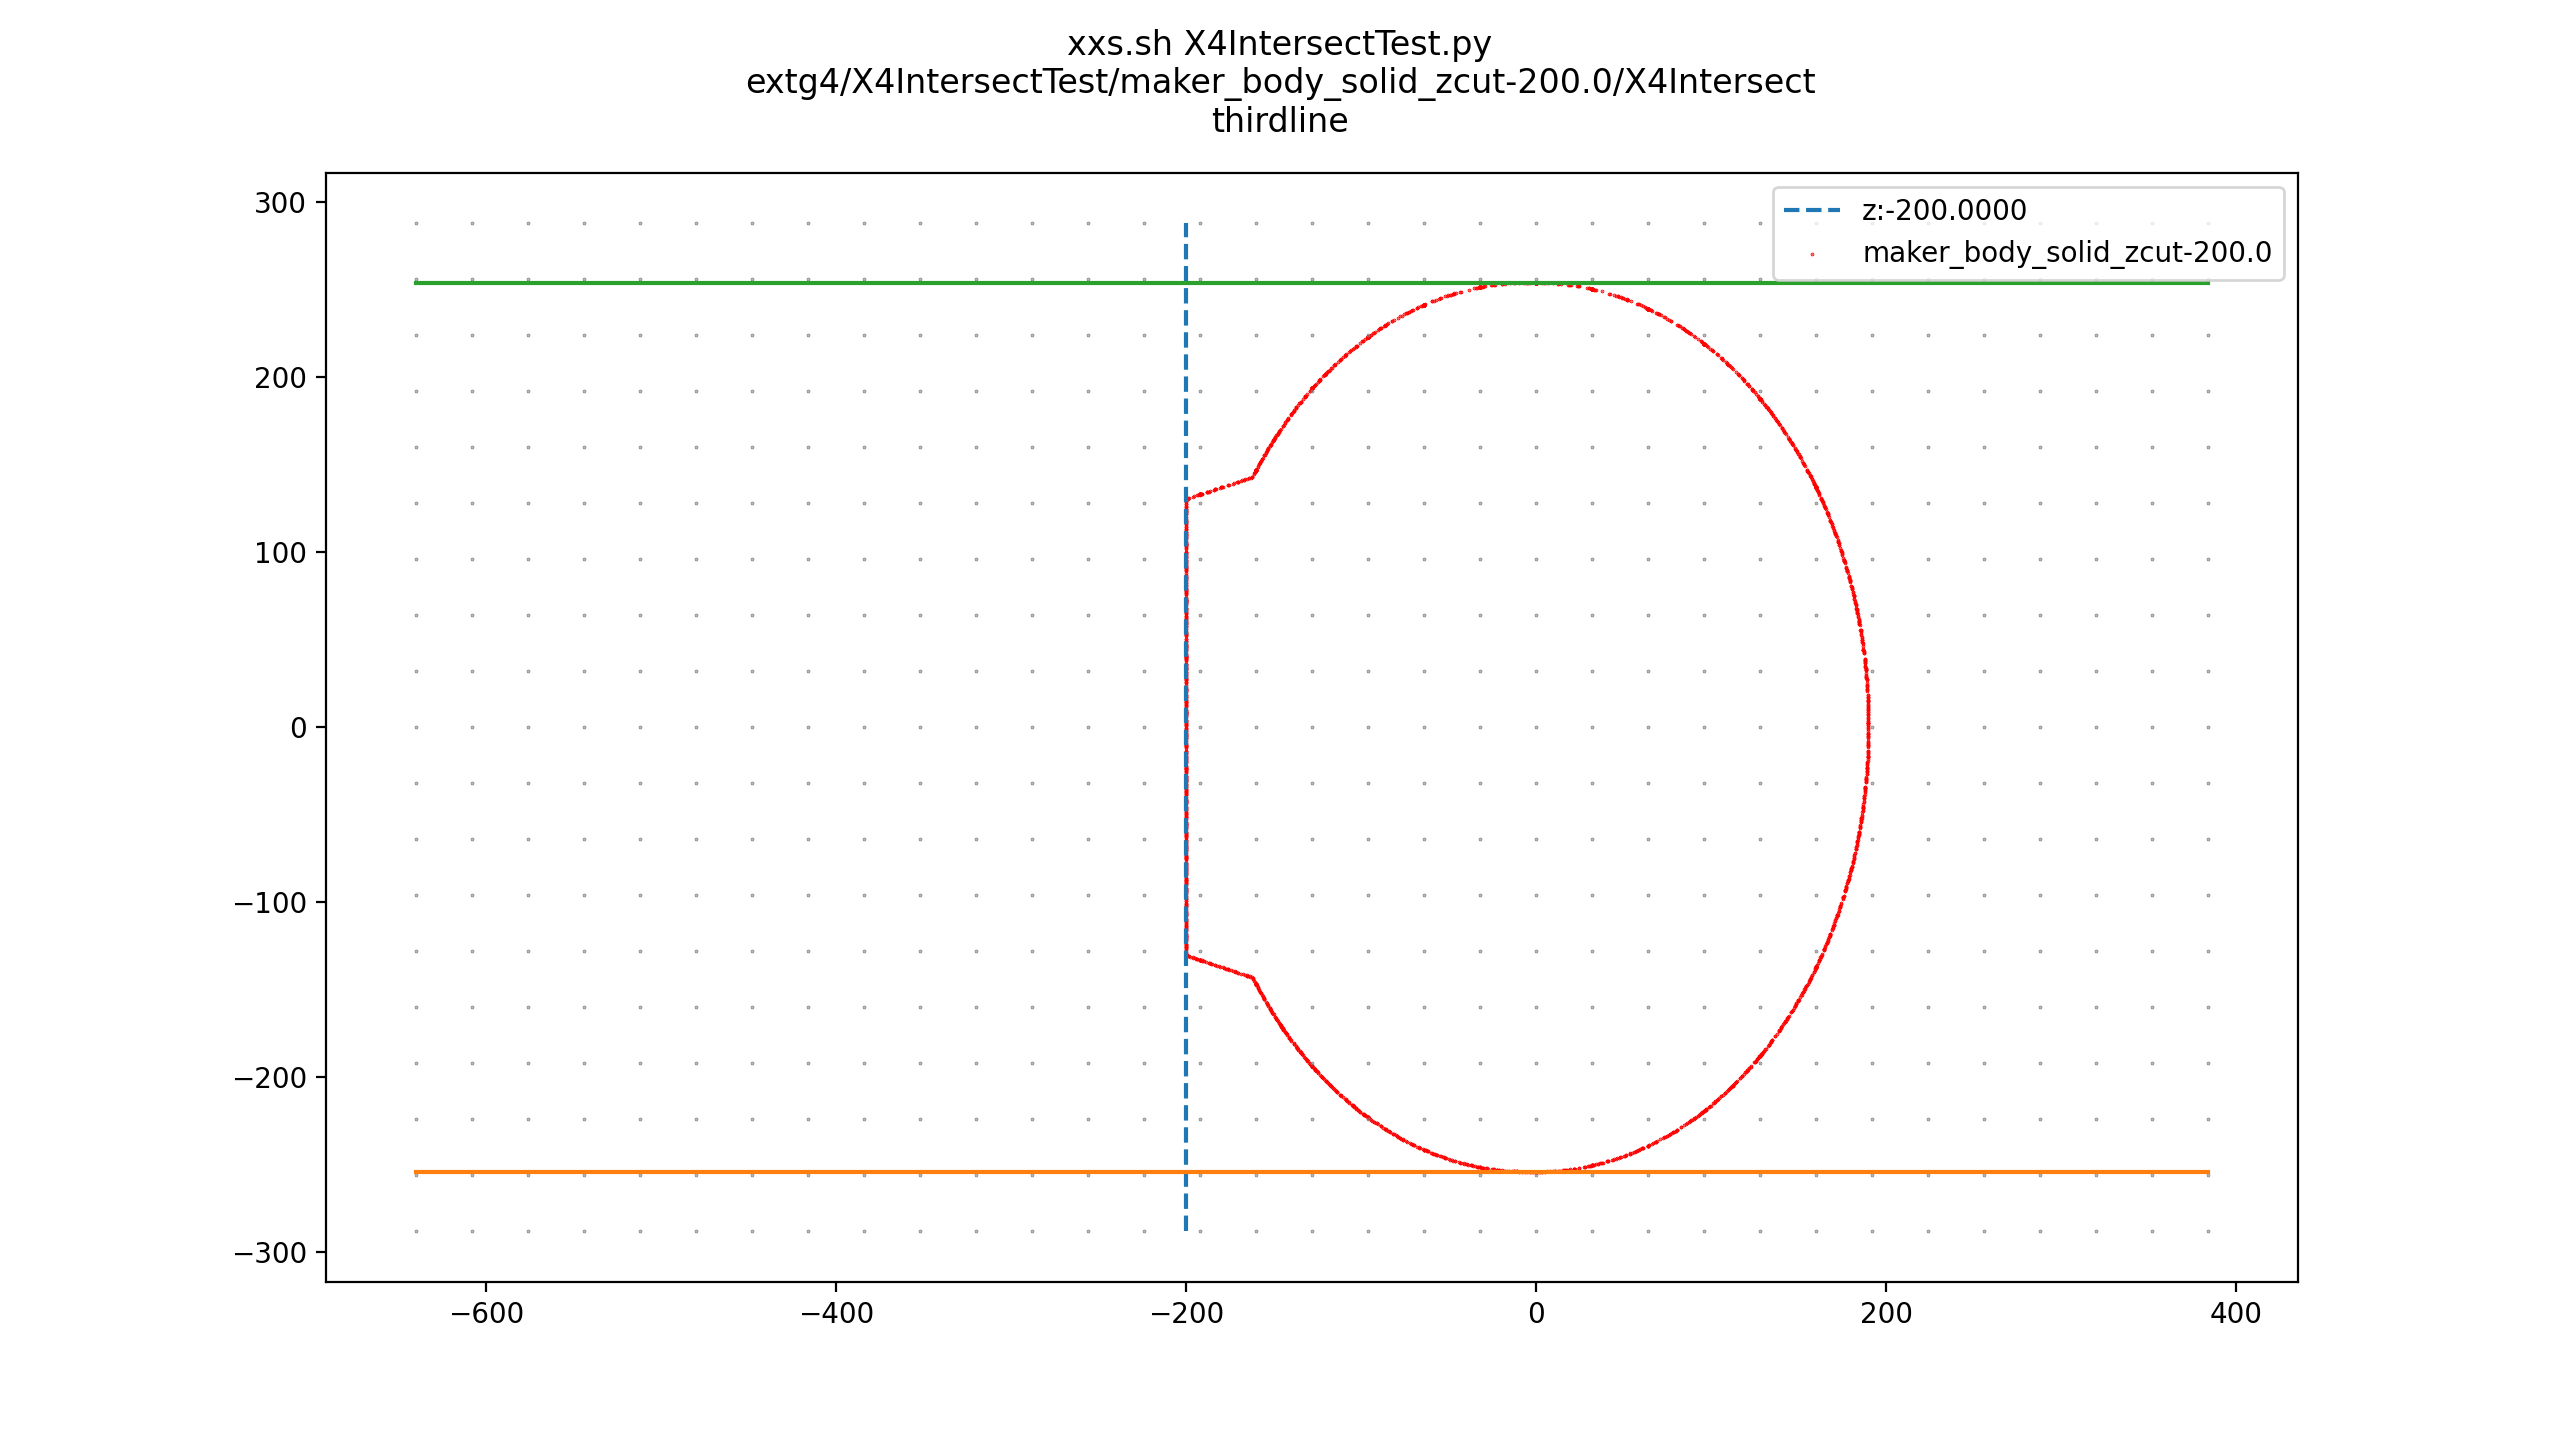 xxs.sh X4IntersectTest.py
extg4/X4IntersectTest/maker_body_solid_zcut-200.0/X4Intersect
thirdline
z:-200.0000
maker_body_solid_zcut-200.0
300
200
100
0
−100
−200
−300
−600
−400
−200
0
200
400